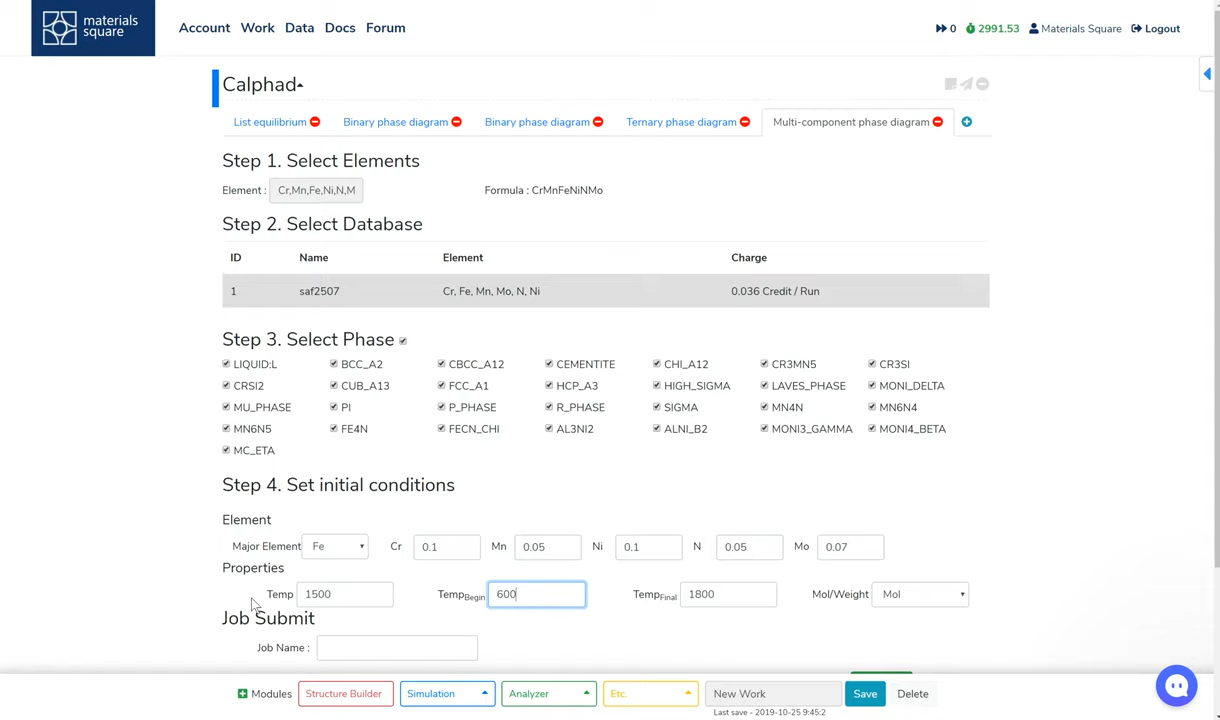 materials square Account Work Data Docs Forum 0 2991.53 Materials Square Logout
Calphad
List equilibrium Binary phase diagram Binary phase diagram Ternary phase diagram Multi-component phase diagram
Step 1. Select Elements
Element : Cr,Mn,Fe,Ni,N,M Formula : CrMnFeNiNMo
Step 2. Select Database
ID Name Element Charge
1 saf2507 Cr, Fe, Mn, Mo, N, Ni 0.036 Credit / Run
Step 3. Select Phase
LIQUID:L BCC_A2 CBCC_A12 CEMENTITE CHI_A12 CR3MN5 CR3SI
CRSI2 CUB_A13 FCC_A1 HCP_A3 HIGH_SIGMA LAVES_PHASE MONI_DELTA
MU_PHASE PI P_PHASE R_PHASE SIGMA MN4N MN6N4
MN6N5 FE4N FECN_CHI AL3NI2 ALNI_B2 MONI3_GAMMA MONI4_BETA
MC_ETA
Step 4. Set initial conditions
Element
Major Element Fe Cr 0.1 Mn 0.05 Ni 0.1 N 0.05 Mo 0.07
Properties
Temp 1500 TempBegin 600 TempFinal 1800 Mol/Weight Mol
Job Submit
Job Name :
Modules Structure Builder Simulation Analyzer Etc. New Work Save Delete
Last save - 2019-10-25 9:45:2